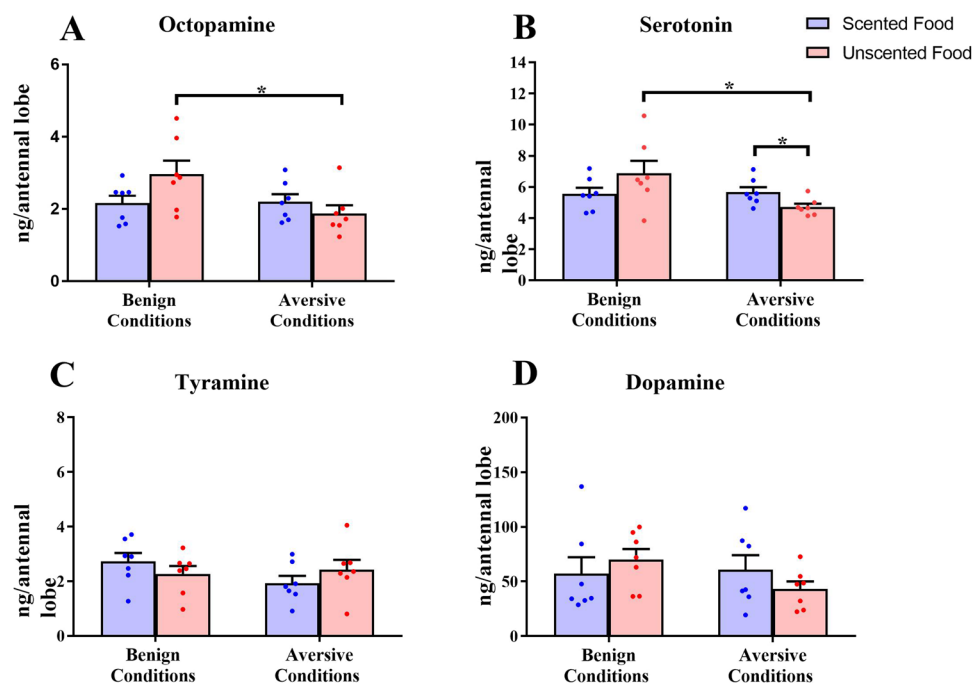 A
Octopamine
ng/antennal lobe
6
4
2
0
*
Benign
Conditions
Aversive
Conditions
B
Serotonin
Scented Food
Unscented Food
ng/antennal
lobe
14
12
10
8
6
4
2
0
*
*
Benign
Conditions
Aversive
Conditions
C
Tyramine
ng/antennal
lobe
8
6
4
2
0
Benign
Conditions
Aversive
Conditions
D
Dopamine
ng/antennal lobe
200
150
100
50
0
Benign
Conditions
Aversive
Conditions